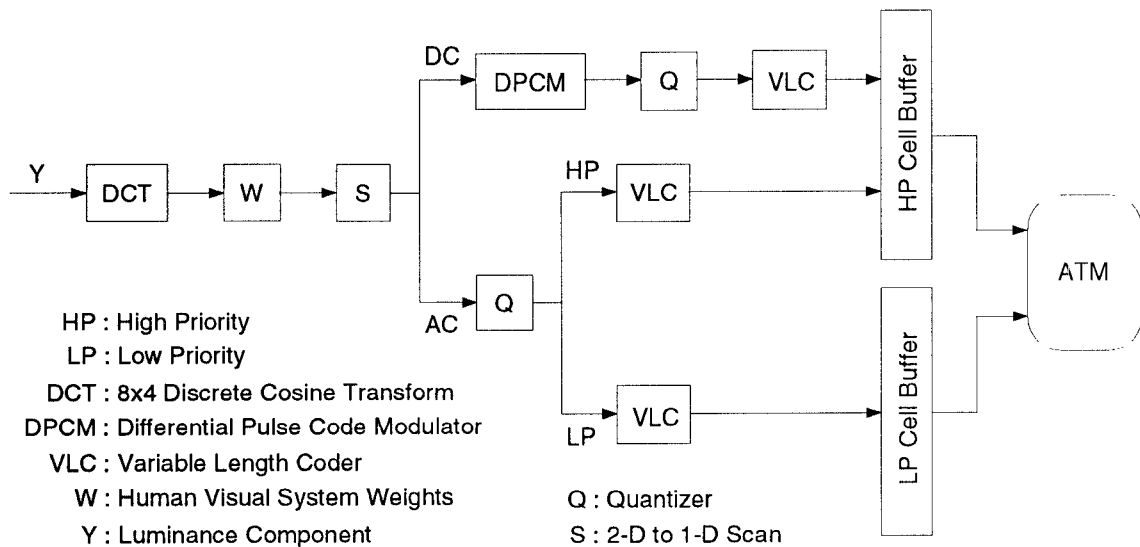 DC
DPCM
Q
VLC
HP Cell Buffer
Y
DCT
W
S
HP
VLC
ATM
AC
Q
LP
VLC
LP Cell Buffer
HP : High Priority
LP : Low Priority
DCT : 8x4 Discrete Cosine Transform
DPCM : Differential Pulse Code Modulator
VLC : Variable Length Coder
W : Human Visual System Weights
Y : Luminance Component
Q : Quantizer
S : 2-D to 1-D Scan